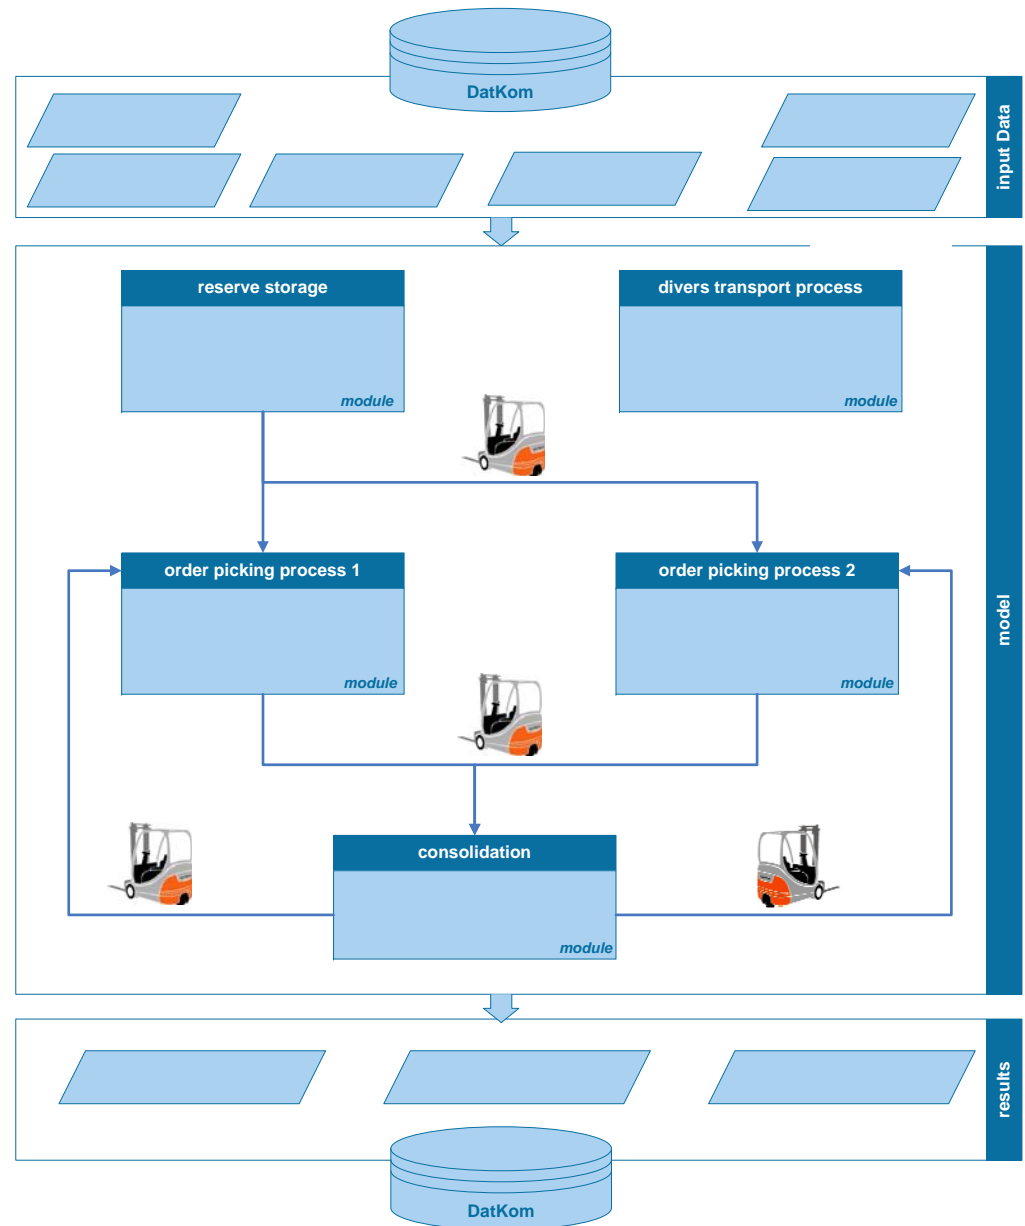 DatKom
input Data
reserve storage
module
divers transport process
module
order picking process 1
module
order picking process 2
module
model
consolidation
module
results
DatKom